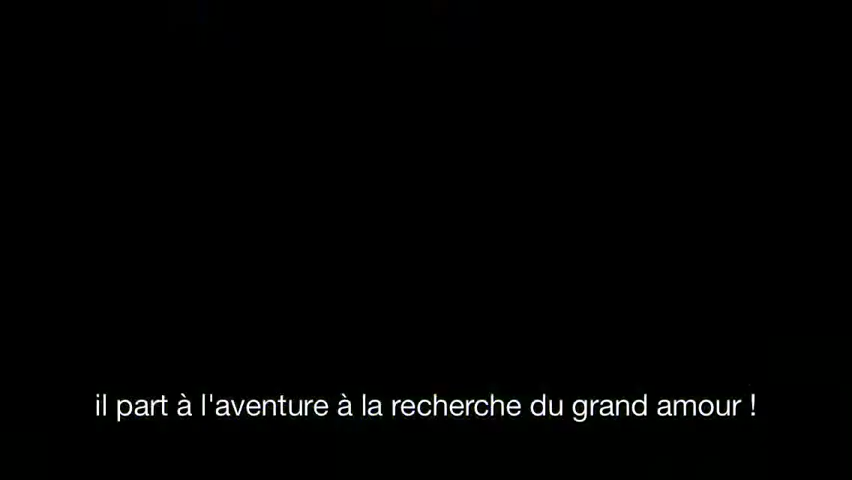 il part à l'aventure à la recherche du grand amour !